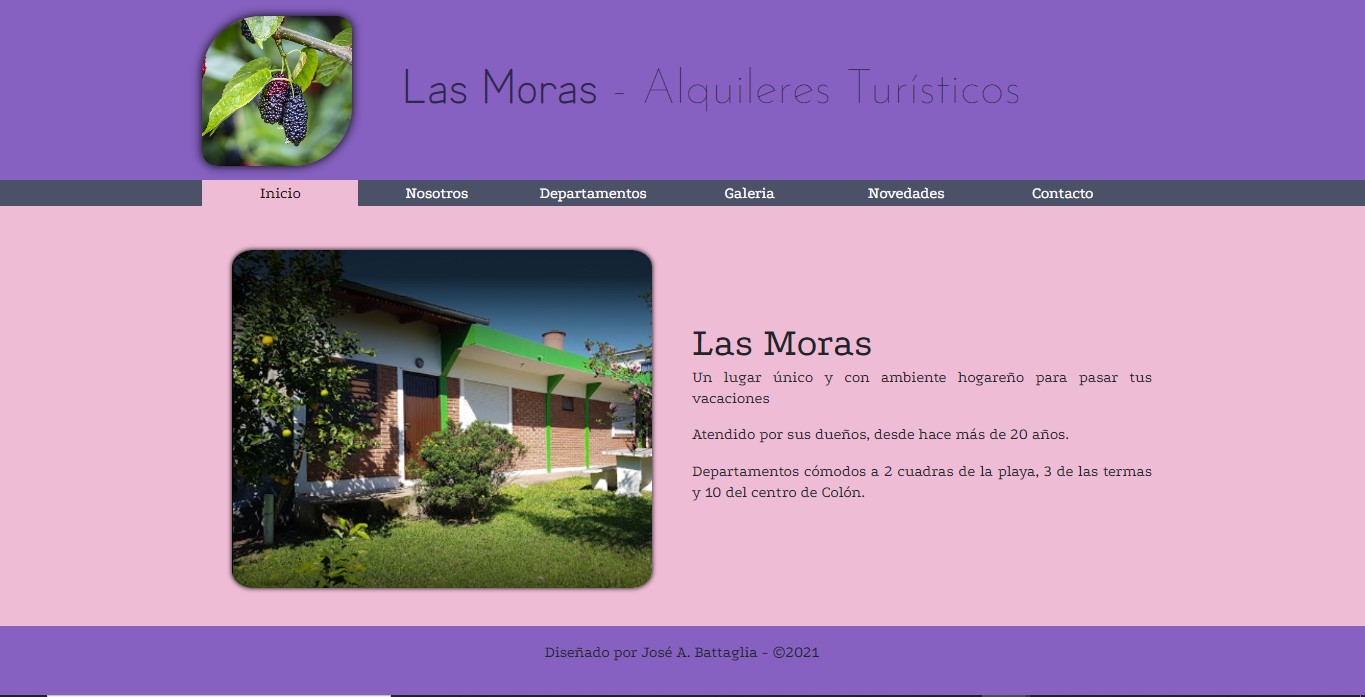 Las Moras - Alquileres Turísticos
Inicio Nosotros Departamentos Galeria Novedades Contacto
Las Moras
Un lugar único y con ambiente hogareño para pasar tus
vacaciones
Atendido por sus dueños, desde hace más de 20 años.
Departamentos cómodos a 2 cuadras de la playa, 3 de las termas
y 10 del centro de Colón.
Diseñado por José A. Battaglia - ©2021